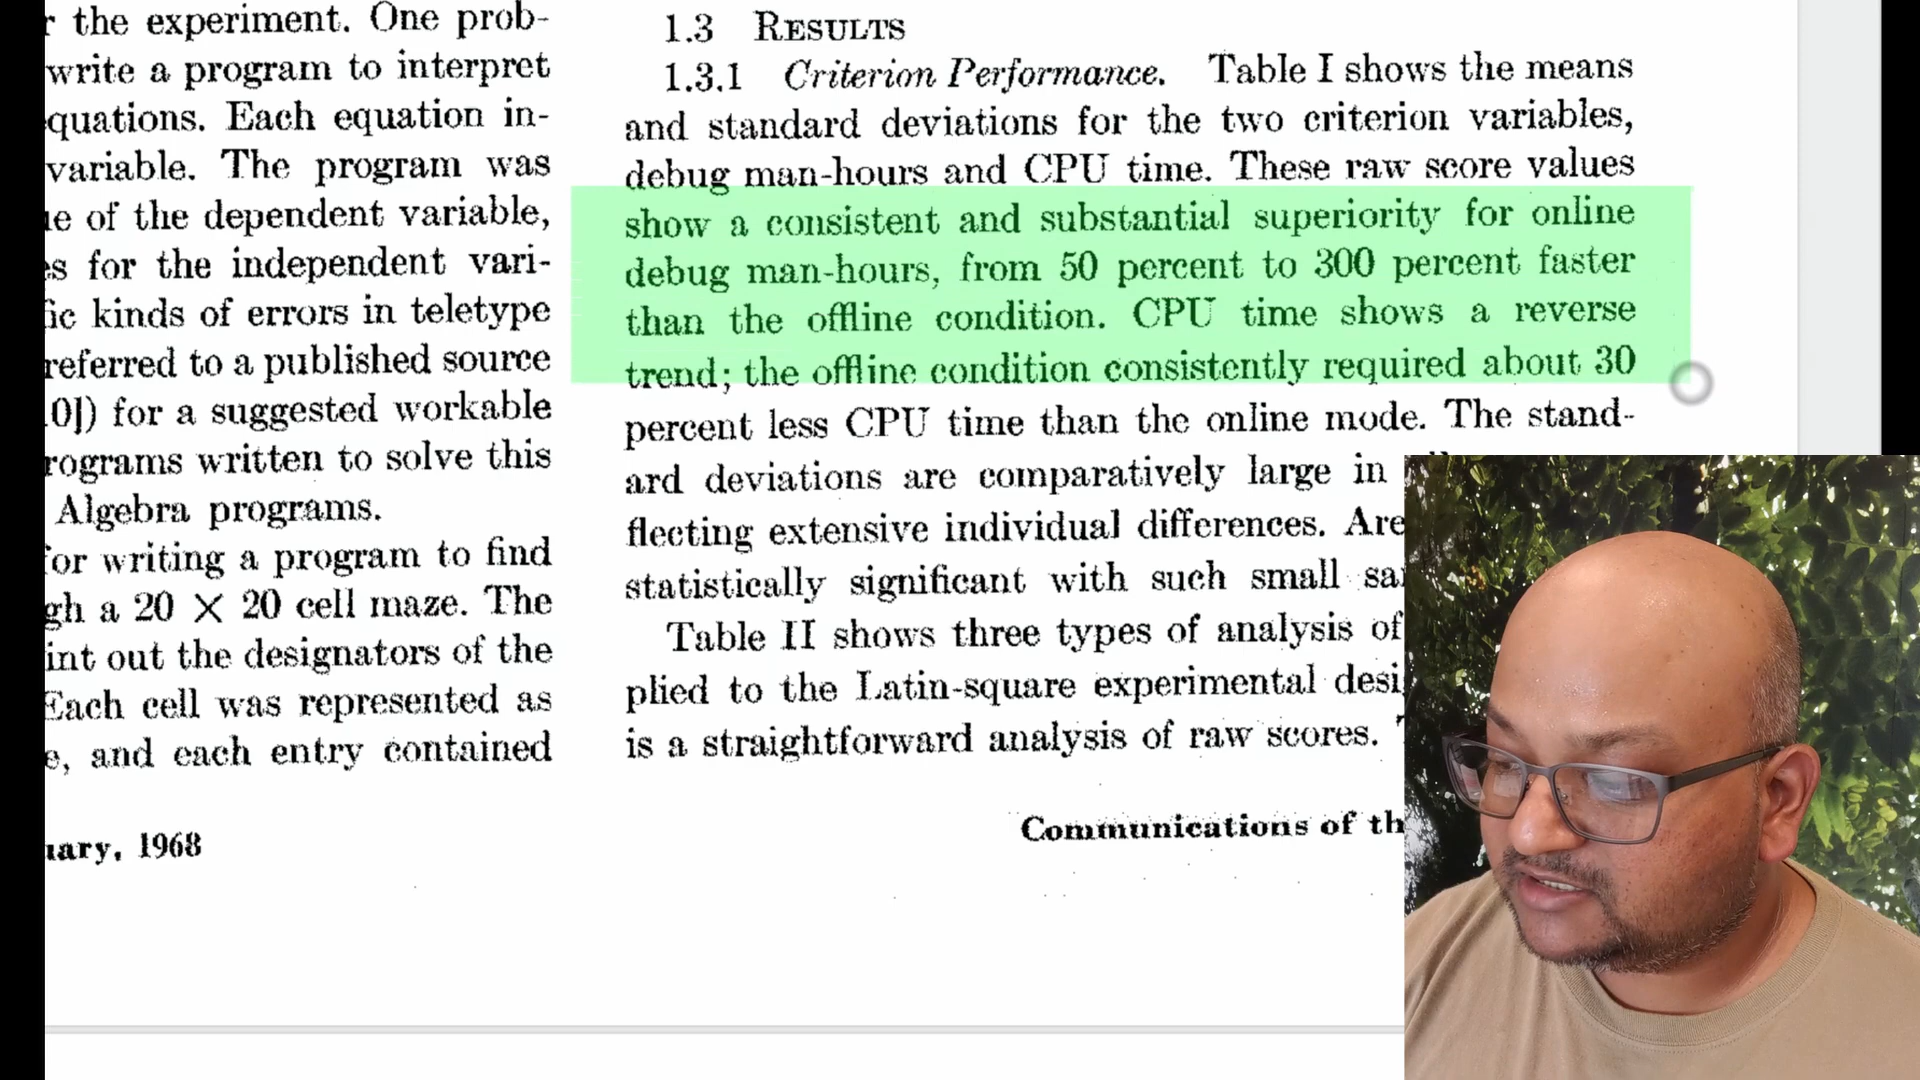 the experiment. One prob-
write a program to interpret
quations. Each equation in-
variable. The program was
e of the dependent variable,
s for the independent vari-
ic kinds of errors in teletype
referred to a published source
0]) for a suggested workable
rograms written to solve this
Algebra programs.
or writing a program to find
gh a 20 × 20 cell maze. The
int out the designators of the
Each cell was represented as
e, and each entry contained
uary, 1968
1.3 RESULTS
1.3.1 Criterion Performance. Table I shows the means
and standard deviations for the two criterion variables,
debug man-hours and CPU time. These raw score values
show a consistent and substantial superiority for online
debug man-hours, from 50 percent to 300 percent faster
than the offline condition. CPU time shows a reverse
trend; the offline condition consistently required about 30
percent less CPU time than the online mode. The stand-
ard deviations are comparatively large in
flecting extensive individual differences. Are
statistically significant with such small sa
Table II shows three types of analysis of
plied to the Latin-square experimental desi
is a straightforward analysis of raw scores.
Communications of th